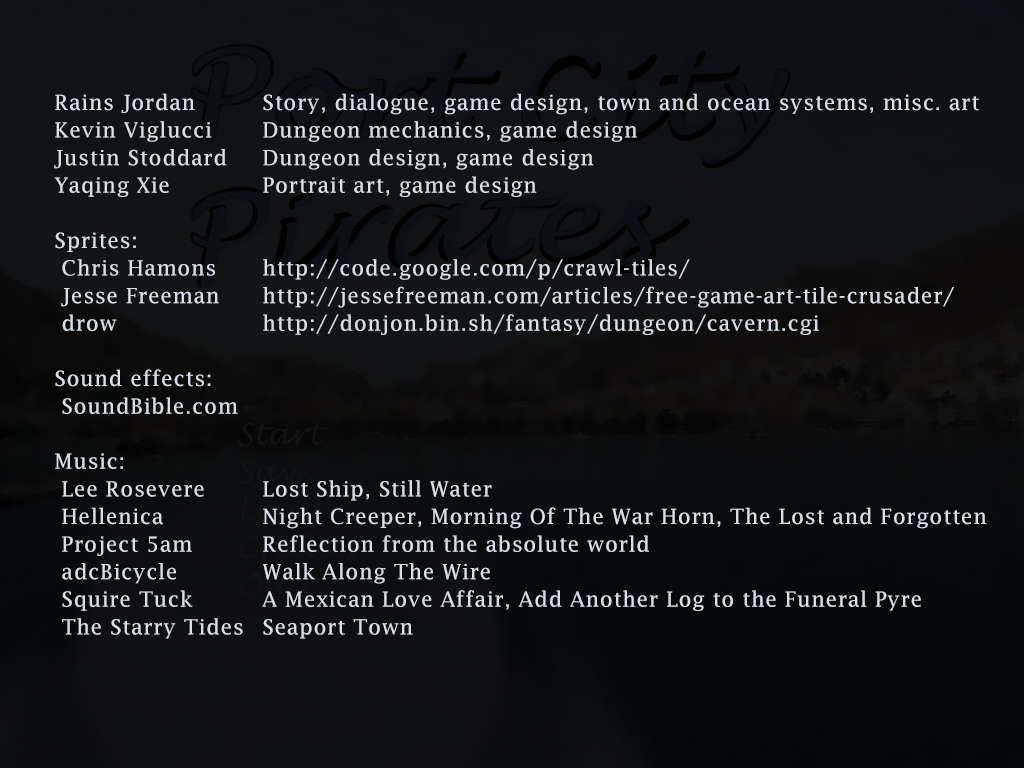 Port City
Pirates
Rains Jordan Story, dialogue, game design, town and ocean systems, misc. art
Kevin Viglucci Dungeon mechanics, game design
Justin Stoddard Dungeon design, game design
Yaqing Xie Portrait art, game design
Sprites:
Chris Hamons http://code.google.com/p/crawl-tiles/
Jesse Freeman http://jessefreeman.com/articles/free-game-art-tile-crusader/
drow http://donjon.bin.sh/fantasy/dungeon/cavern.cgi
Sound effects:
SoundBible.com
Start
Save
Music:
Lee Rosevere Lost Ship, Still Water
Hellenica Night Creeper, Morning Of The War Horn, The Lost and Forgotten
Project 5am Reflection from the absolute world
adcBicycle Walk Along The Wire
Squire Tuck A Mexican Love Affair, Add Another Log to the Funeral Pyre
The Starry Tides Seaport Town